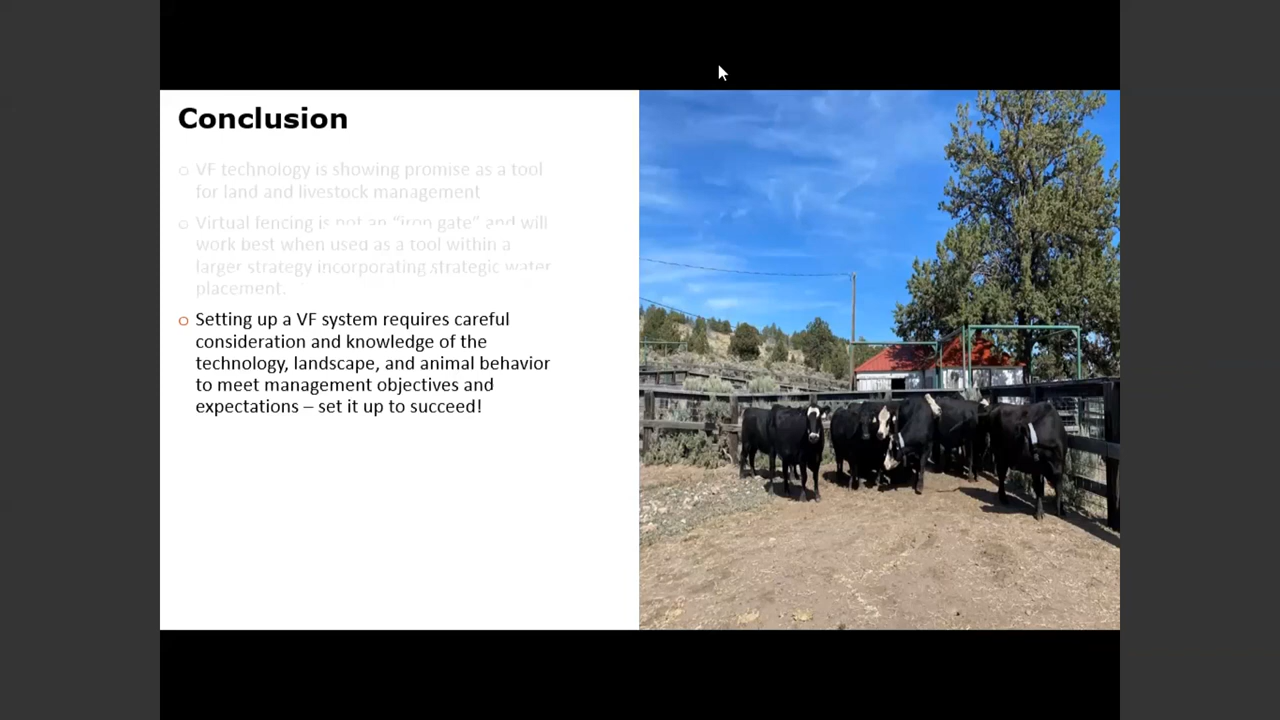 Conclusion
o VF technology is showing promise as a tool
for land and livestock management
o Virtual fencing is not an “iron gate” and will
work best when used as a tool within a
larger strategy incorporating strategic water
placement.
o Setting up a VF system requires careful
consideration and knowledge of the
technology, landscape, and animal behavior
to meet management objectives and
expectations – set it up to succeed!